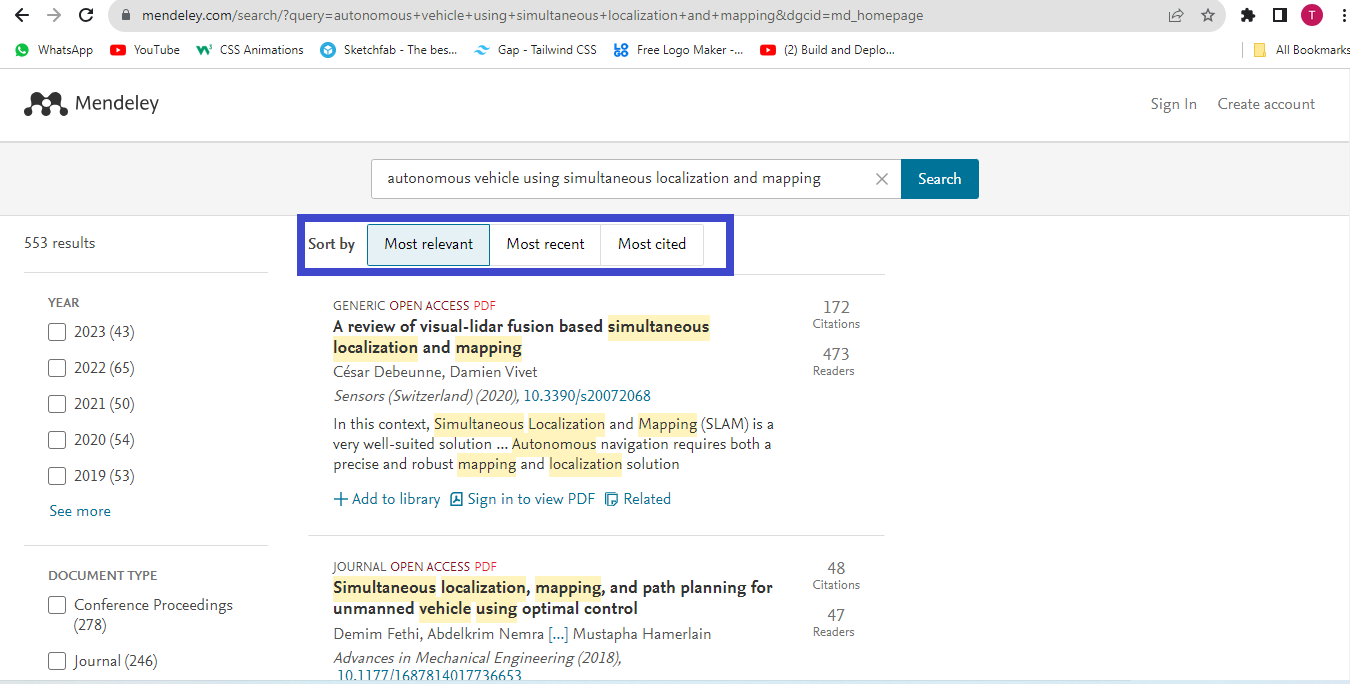 mendeley.com/search/?query=autonomous+vehicle+using+simultaneous+localization+and+mapping&dgcid=md_homepage
T
WhatsApp YouTube CSS Animations Sketchfab - The bes... Gap - Tailwind CSS Free Logo Maker -... (2) Build and Deplo... All Bookmarks
Mendeley
Sign In Create account
autonomous vehicle using simultaneous localization and mapping
Search
553 results
Sort by Most relevant Most recent Most cited
YEAR
2023 (43)
2022 (65)
2021 (50)
2020 (54)
2019 (53)
See more
DOCUMENT TYPE
Conference Proceedings
(278)
Journal (246)
GENERIC OPEN ACCESS PDF
A review of visual-lidar fusion based simultaneous
localization and mapping
César Debeunne, Damien Vivet
Sensors (Switzerland) (2020), 10.3390/s20072068
In this context, Simultaneous Localization and Mapping (SLAM) is a
very well-suited solution ... Autonomous navigation requires both a
precise and robust mapping and localization solution
Add to library Sign in to view PDF Related
172
Citations
473
Readers
JOURNAL OPEN ACCESS PDF
Simultaneous localization, mapping, and path planning for
unmanned vehicle using optimal control
Demim Fethi, Abdelkrim Nemra [...] Mustapha Hamerlain
Advances in Mechanical Engineering (2018),
10.1177/1687814017736653
48
Citations
47
Readers